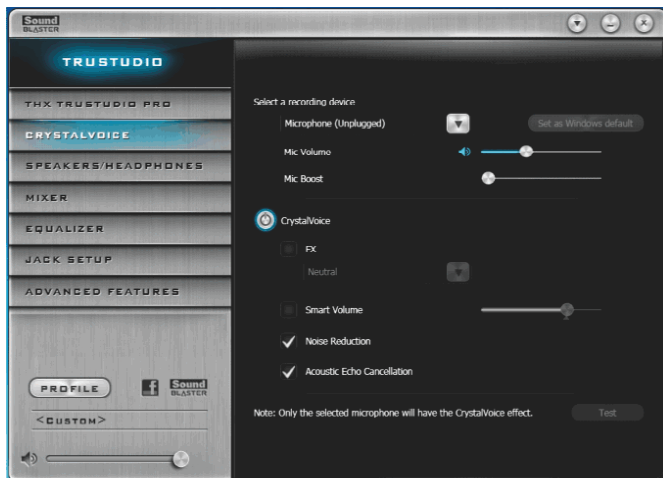 Sound
BLASTER
TRUSTUDIO
THX TRUSTUDIO PRO
CRYSTALVOICE
SPEAKERS/HEADPHONES
MIXER
EQUALIZER
JACK SETUP
ADVANCED FEATURES
PROFILE
f
Sound
BLASTER
<CUSTOM>
Select a recording device
Microphone (Unplugged)
Set as Windows default
Mic Volume
Mic Boost
CrystalVoice
FX
Neutral
Smart Volume
Noise Reduction
Acoustic Echo Cancellation
Note: Only the selected microphone will have the CrystalVoice effect.
Test